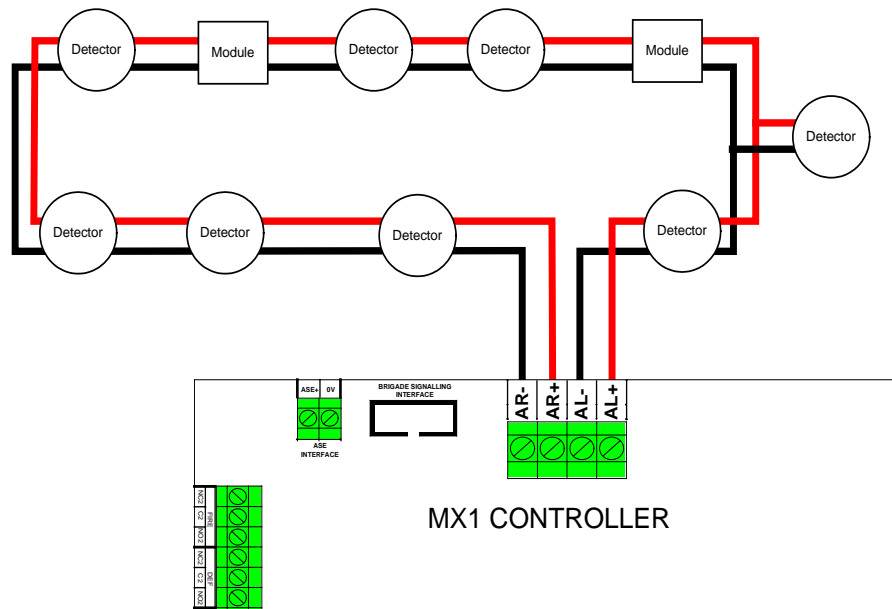 Detector
Module
Detector
Detector
Module
Detector
Detector
Detector
Detector
Detector
ASE+ 0V
BRIGADE SIGNALLING
INTERFACE
AR-
AR+
AL-
AL+
ASE
INTERFACE
MX1 CONTROLLER
NC2
C2
NO2
FIRE
NC2
C2
NO2
DEF